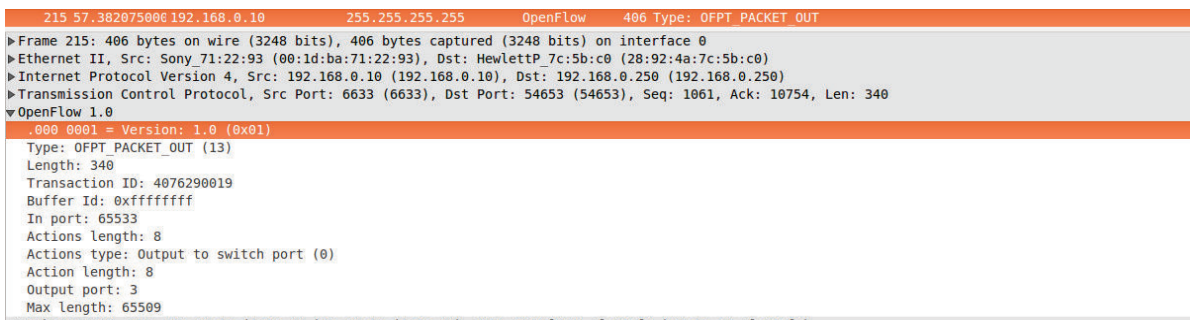 215 57.382075000 192.168.0.10 255.255.255.255 OpenFlow 406 Type: OFPT_PACKET_OUT
Frame 215: 406 bytes on wire (3248 bits), 406 bytes captured (3248 bits) on interface 0
Ethernet II, Src: Sony_71:22:93 (00:1d:ba:71:22:93), Dst: HewlettP_7c:5b:c0 (28:92:4a:7c:5b:c0)
Internet Protocol Version 4, Src: 192.168.0.10 (192.168.0.10), Dst: 192.168.0.250 (192.168.0.250)
Transmission Control Protocol, Src Port: 6633 (6633), Dst Port: 54653 (54653), Seq: 1061, Ack: 10754, Len: 340
OpenFlow 1.0
.000 0001 = Version: 1.0 (0x01)
Type: OFPT_PACKET_OUT (13)
Length: 340
Transaction ID: 4076290019
Buffer Id: 0xffffffff
In port: 65533
Actions length: 8
Actions type: Output to switch port (0)
Action length: 8
Output port: 3
Max length: 65509